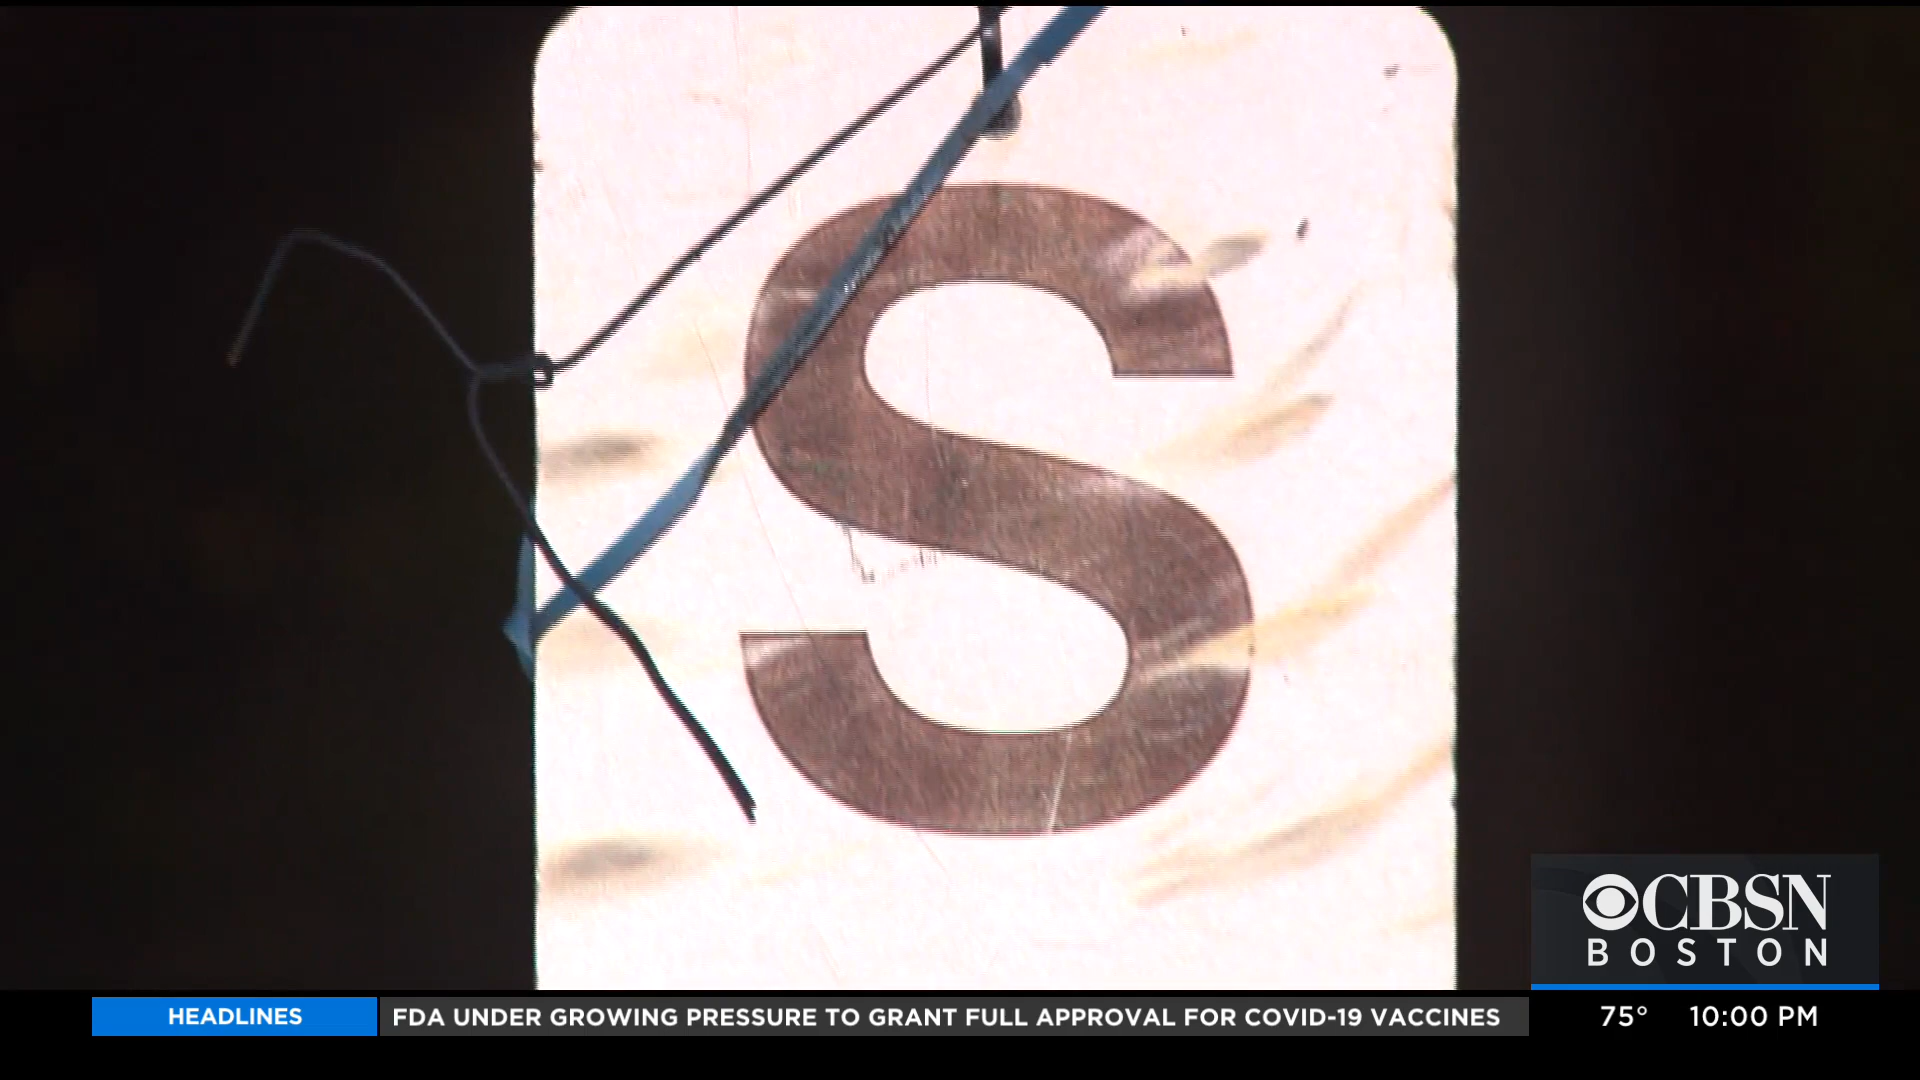 S
CBSN
BOSTON
HEADLINES
FDA UNDER GROWING PRESSURE TO GRANT FULL APPROVAL FOR COVID-19 VACCINES
75°
10:00 PM